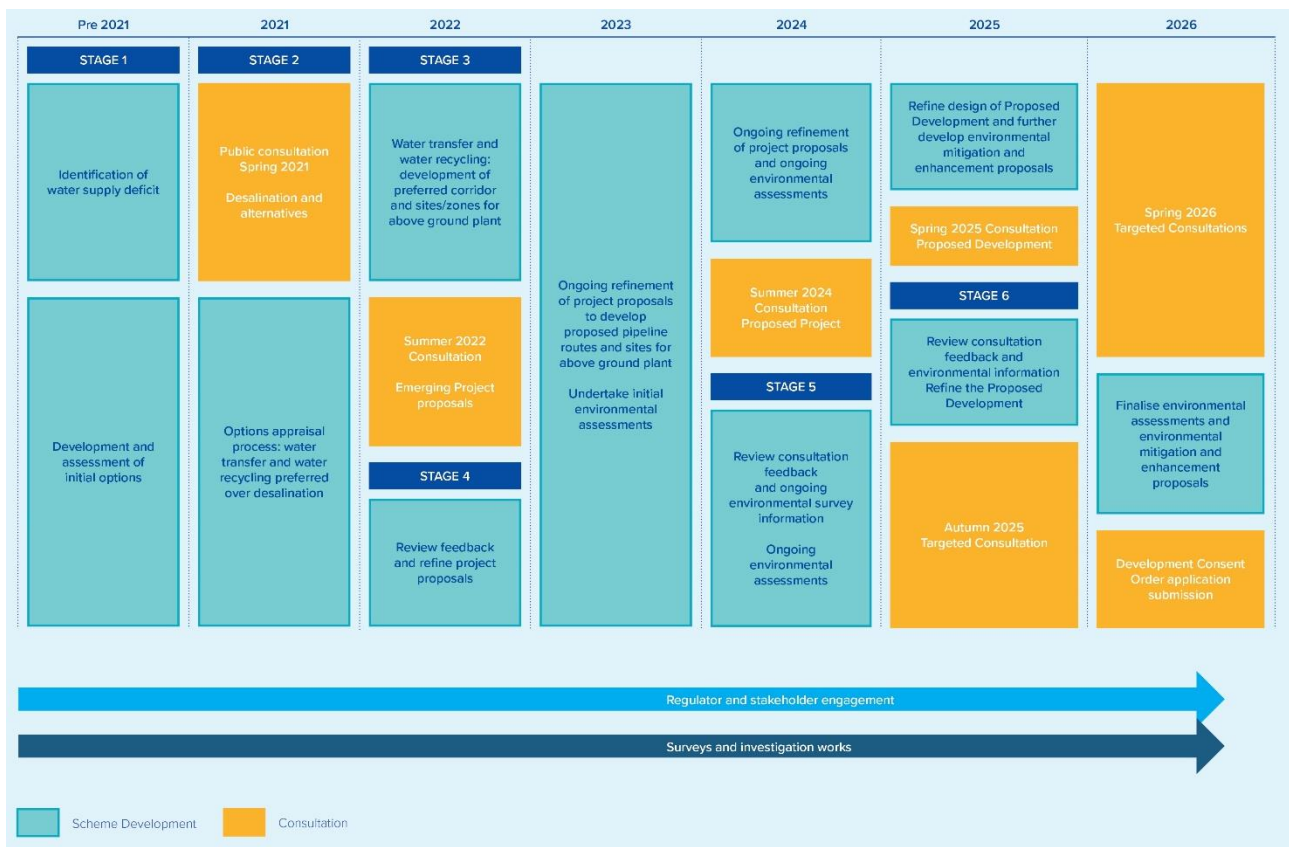 Pre 2021
2021
2022
2023
2024
2025
2026
STAGE 1
Identification of
water supply deficit
Development and
assessment of
initial options
STAGE 2
Public consultation
Spring 2021
Desalination and
alternatives
Options appraisal
process: water
transfer and water
recycling preferred
over desalination
STAGE 3
Water transfer and
water recycling:
development of
preferred corridor
and sites/zones for
above ground plant
Summer 2022
Consultation
Emerging Project
proposals
STAGE 4
Review feedback
and refine project
proposals
Ongoing refinement
of project proposals
to develop
proposed pipeline
routes and sites for
above ground plant
Undertake initial
environmental
assessments
Ongoing refinement
of project proposals
and ongoing
environmental
assessments
Summer 2024
Consultation
Proposed Project
STAGE 5
Review consultation
feedback
and ongoing
environmental survey
information
Ongoing
environmental
assessments
Refine design of Proposed
Development and further
develop environmental
mitigation and
enhancement proposals
Spring 2025 Consultation
Proposed Development
STAGE 6
Review consultation
feedback and
environmental information
Refine the Proposed
Development
Autumn 2025
Targeted Consultation
Spring 2026
Targeted Consultations
Finalise environmental
assessments and
environmental
mitigation and
enhancement
proposals
Development Consent
Order application
submission
Regulator and stakeholder engagement
Surveys and investigation works
Scheme Development
Consultation